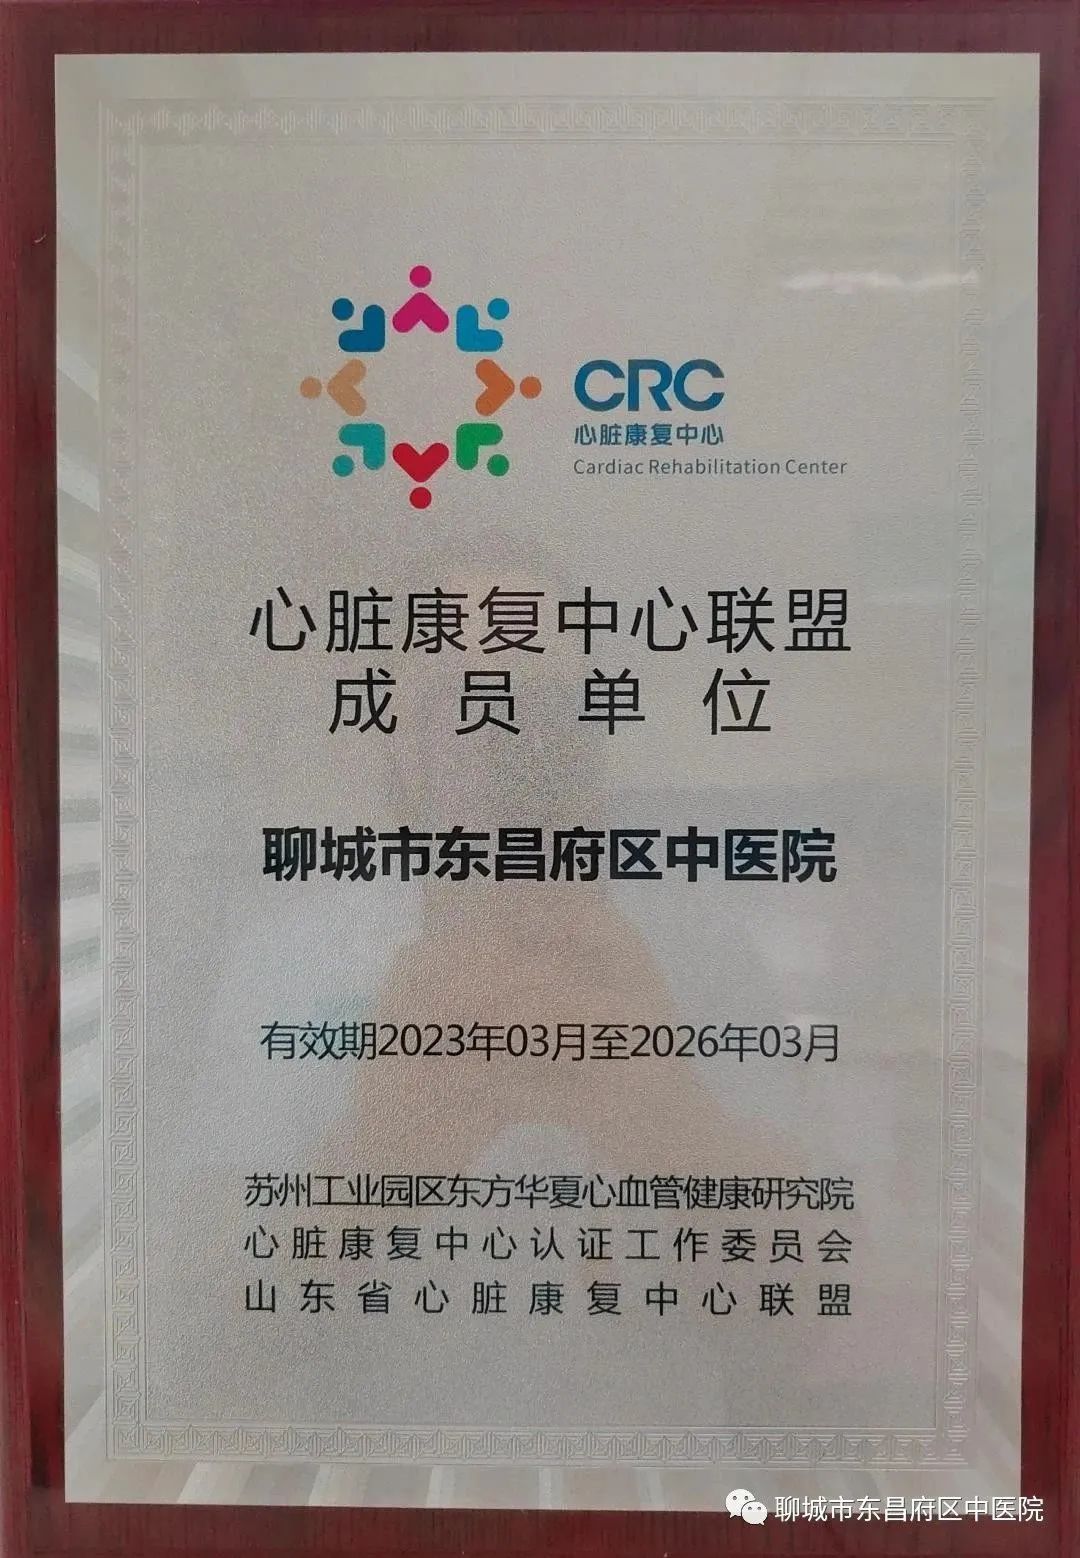 CRC
心脏康复中心
Cardiac Rehabilitation Center
心脏康复中心联盟
成员单位
聊城市东昌府区中医院
有效期2023年03月至2026年03月
苏州工业园区东方华夏心血管健康研究院
心脏康复中心认证工作委员会
山东省心脏康复中心联盟
聊城市东昌府区中医院